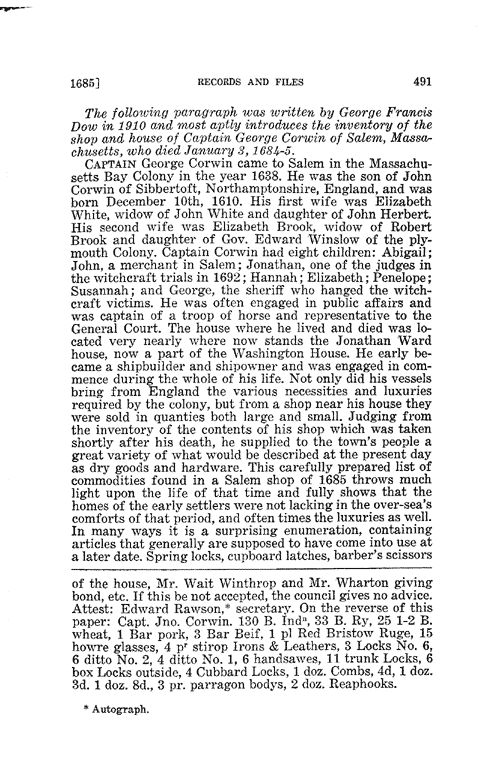 1685]   RECORDS AND FILES   491
The following paragraph was written by George Francis
Dow in 1910 and most aptly introduces the inventory of the
shop and house of Captain George Corwin of Salem, Massa-
chusetts, who died January 3, 1684-5.
CAPTAIN George Corwin came to Salem in the Massachu-
setts Bay Colony in the year 1638. He was the son of John
Corwin of Sibbertoft, Northamptonshire, England, and was
born December 10th, 1610. His first wife was Elizabeth
White, widow of John White and daughter of John Herbert.
His second wife was Elizabeth Brook, widow of Robert
Brook and daughter of Gov. Edward Winslow of the ply-
mouth Colony. Captain Corwin had eight children: Abigail;
John, a merchant in Salem; Jonathan, one of the judges in
the witchcraft trials in 1692; Hannah; Elizabeth; Penelope;
Susannah; and George, the sheriff who hanged the witch-
craft victims. He was often engaged in public affairs and
was captain of a troop of horse and representative to the
General Court. The house where he lived and died was lo-
cated very nearly where now stands the Jonathan Ward
house, now a part of the Washington House. He early be-
came a shipbuilder and shipowner and was engaged in com-
mence during the whole of his life. Not only did his vessels
bring from England the various necessities and luxuries
required by the colony, but from a shop near his house they
were sold in quanties both large and small. Judging from
the inventory of the contents of his shop which was taken
shortly after his death, he supplied to the town's people a
great variety of what would be described at the present day
as dry goods and hardware. This carefully prepared list of
commodities found in a Salem shop of 1685 throws much
light upon the life of that time and fully shows that the
homes of the early settlers were not lacking in the over-sea's
comforts of that period, and often times the luxuries as well.
In many ways it is a surprising enumeration, containing
articles that generally are supposed to have come into use at
a later date. Spring locks, cupboard latches, barber's scissors
of the house, Mr. Wait Winthrop and Mr. Wharton giving
bond, etc. If this be not accepted, the council gives no advice.
Attest: Edward Rawson,* secretary. On the reverse of this
paper: Capt. Jno. Corwin. 130 B. Indⁿ, 33 B. Ry, 25 1-2 B.
wheat, 1 Bar pork, 3 Bar Beif, 1 pl Red Bristow Ruge, 15
howre glasses, 4 pʳ stirop Irons & Leathers, 3 Locks No. 6,
6 ditto No. 2, 4 ditto No. 1, 6 handsawes, 11 trunk Locks, 6
box Locks outside, 4 Cubbard Locks, 1 doz. Combs, 4d, 1 doz.
3d. 1 doz. 8d., 3 pr. parragon bodys, 2 doz. Reaphooks.
* Autograph.